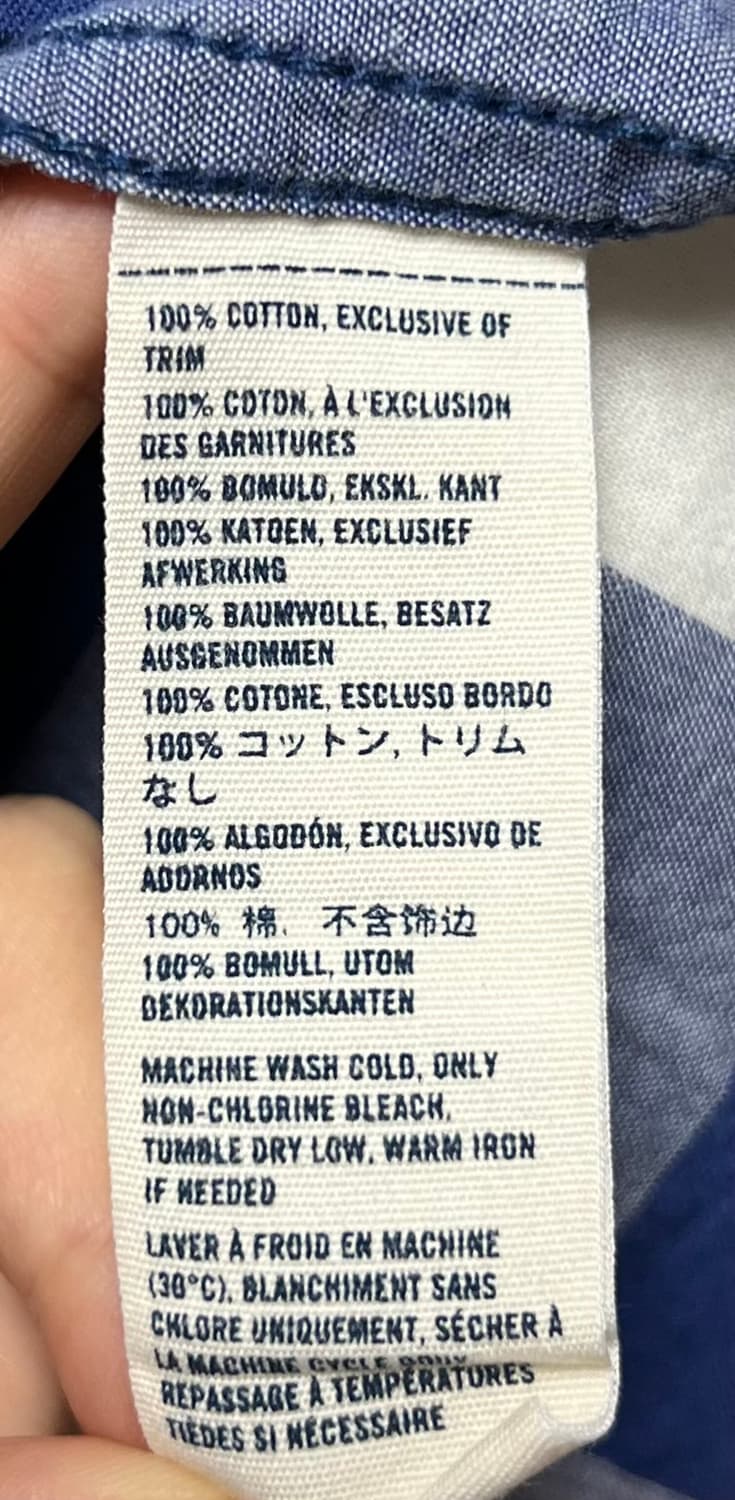 100% COTTON, EXCLUSIVE OF
TRIM
100% COTON, À L'EXCLUSION
DES GARNITURES
100% BOMULD, EKSKL. KANT
100% KATOEN, EXCLUSIEF
AFWERKING
100% BAUMWOLLE, BESATZ
AUSGENOMMEN
100% COTONE, ESCLUSO BORDO
100% コットン, トリム
なし
100% ALGODÓN, EXCLUSIVO DE
ADORNOS
100% 棉. 不含饰边
100% BOMULL, UTOM
DEKORATIONSKANTEN
MACHINE WASH COLD, ONLY
NON-CHLORINE BLEACH,
TUMBLE DRY LOW, WARM IRON
IF NEEDED
LAVER À FROID EN MACHINE
(30°C), BLANCHIMENT SANS
CHLORE UNIQUEMENT, SÉCHER À
LA MACHINE CYCLE DOUX
REPASSAGE À TEMPÉRATURES
TIÈDES SI NÉCESSAIRE